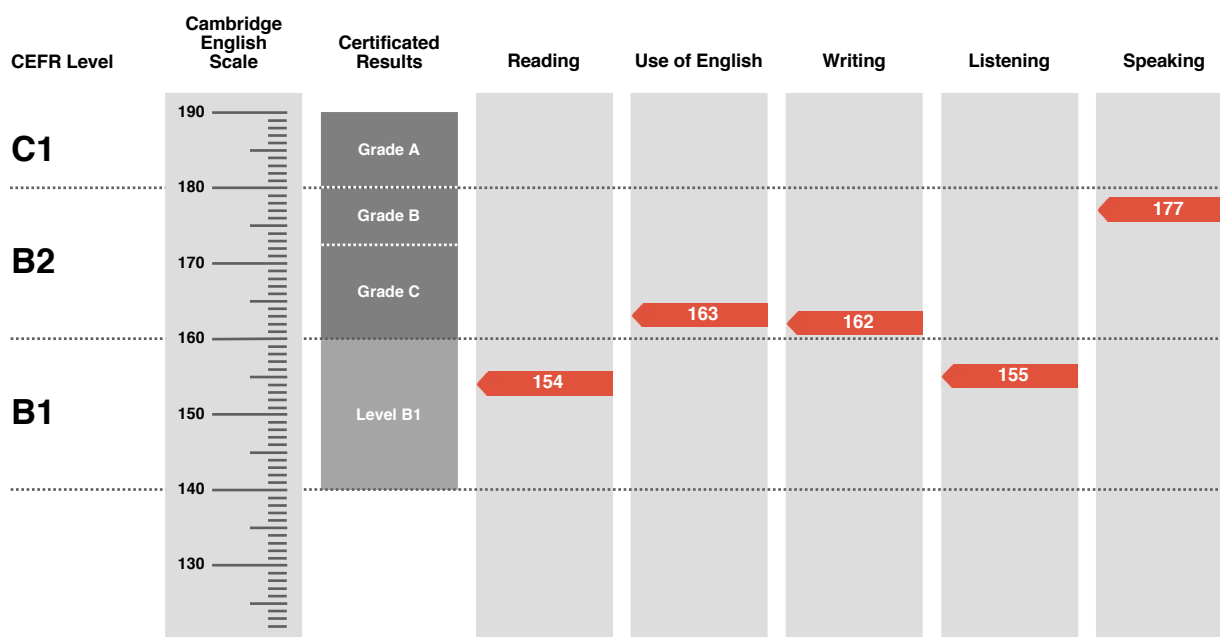 CEFR Level
Cambridge
English
Scale
Certificated
Results
Reading
Use of English
Writing
Listening
Speaking
190
C1
Grade A
180
Grade B
177
B2
170
Grade C
163
162
160
154
155
B1
150
Level B1
140
130